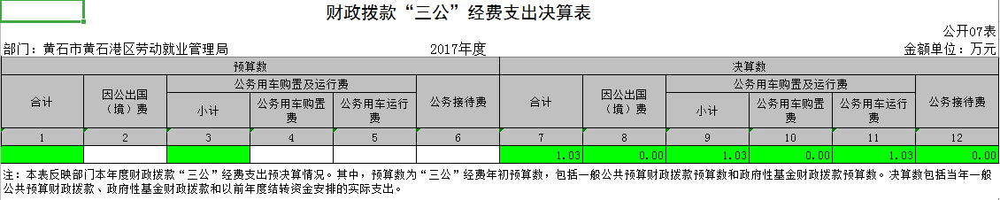 财政拨款“三公”经费支出决算表
公开07表
部门：黄石市黄石港区劳动就业管理局 2017年度 金额单位：万元
预算数 决算数
合计 因公出国（境）费 公务用车购置及运行费 公务接待费 合计 因公出国（境）费 公务用车购置及运行费 公务接待费
小计 公务用车购置费 公务用车运行费 小计 公务用车购置费 公务用车运行费
1 2 3 4 5 6 7 8 9 10 11 12
1.03 0.00 1.03 0.00 1.03 0.00
注：本表反映部门本年度财政拨款“三公”经费支出预决算情况。其中，预算数为“三公”经费年初预算数，包括一般公共预算财政拨款预算数和政府性基金财政拨款预算数。决算数包括当年一般
公共预算财政拨款、政府性基金财政拨款和以前年度结转资金安排的实际支出。